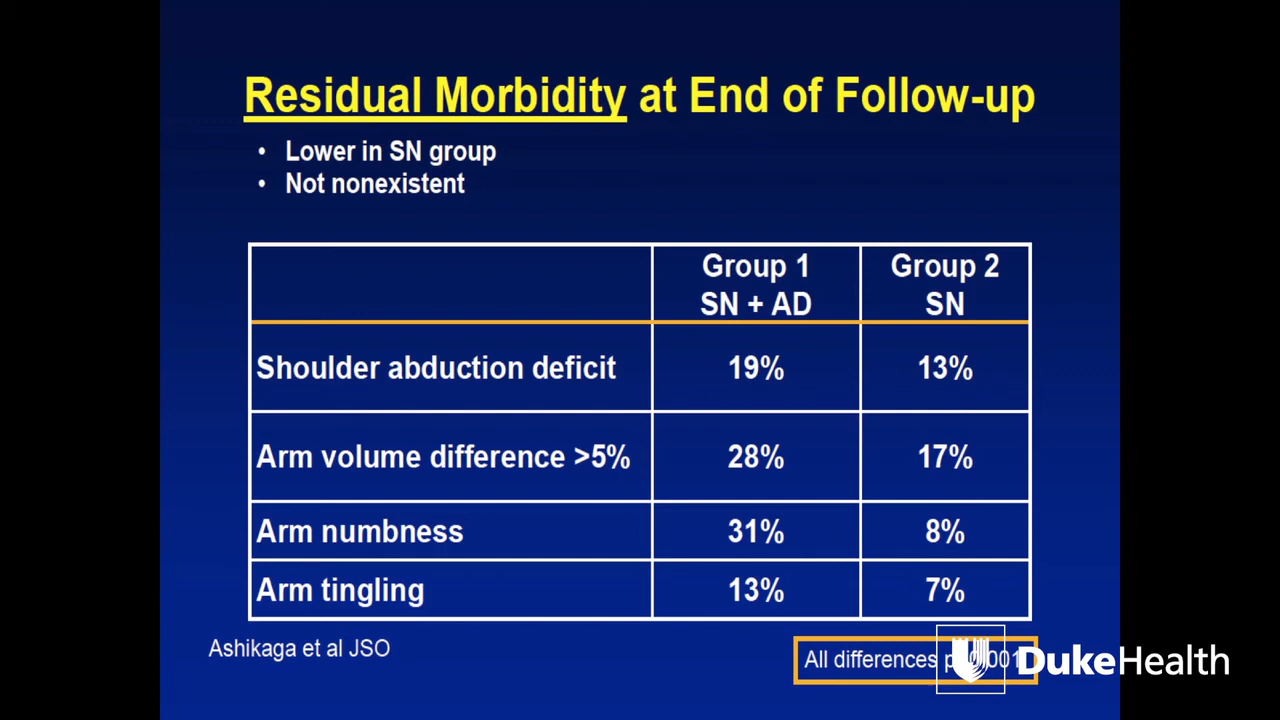 Residual Morbidity at End of Follow-up
• Lower in SN group
• Not nonexistent
Group 1 Group 2
SN + AD SN
Shoulder abduction deficit 19% 13%
Arm volume difference >5% 28% 17%
Arm numbness 31% 8%
Arm tingling 13% 7%
Ashikaga et al JSO
All differences
DukeHealth